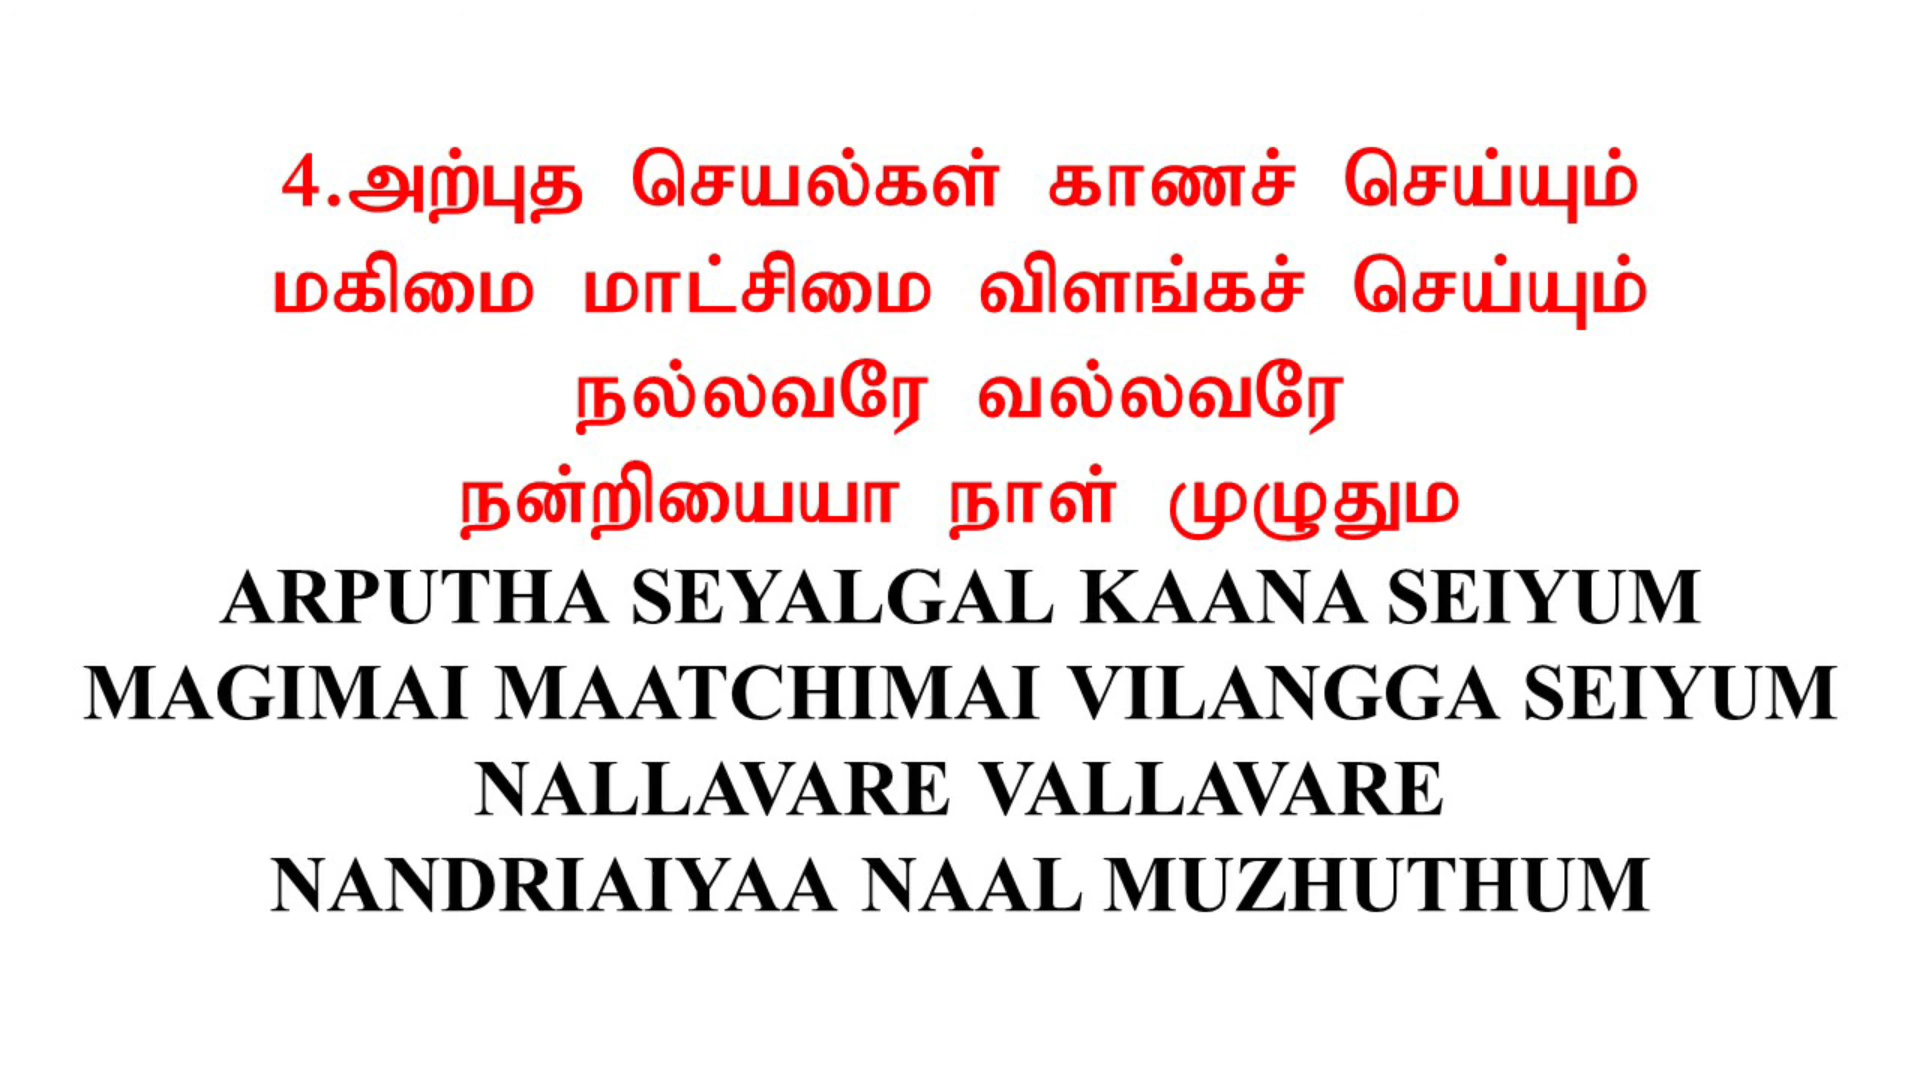 4.அற்புத செயல்கள் காணச் செய்யும்
மகிமை மாட்சிமை விளங்கச் செய்யும்
நல்லவரே வல்லவரே
நன்றியையா நாள் முழுதும
ARPUTHA SEYALGAL KAANA SEIYUM
MAGIMAI MAATCHIMAI VILANGGA SEIYUM
NALLAVARE VALLAVARE
NANDRIAIYAA NAAL MUZHUTHUM